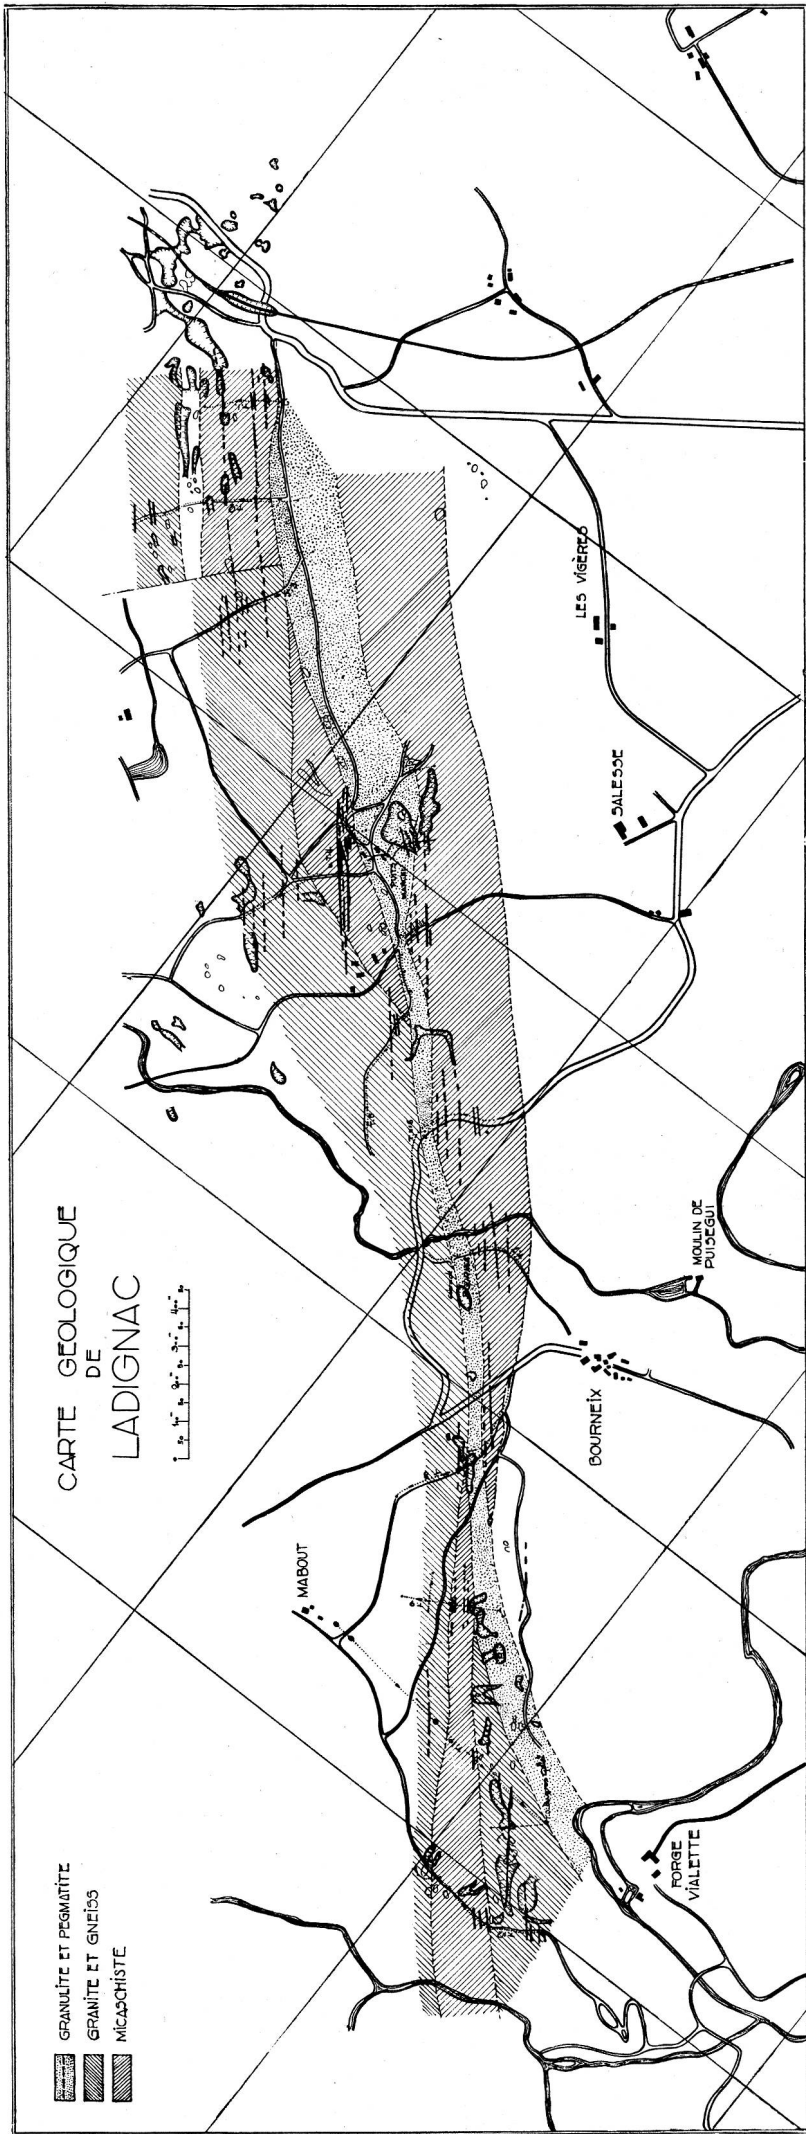 CARTE GEOLOGIQUE
DE
LADIGNAC
GRANULITE ET PEGMATITE
GRANITE ET GNEISS
MICASCHISTE
MABOUT
BOURNEIX
FORGE
VIALETTE
MOULIN DE
PUISEGUI
SALESSE
LES VIGÈRES